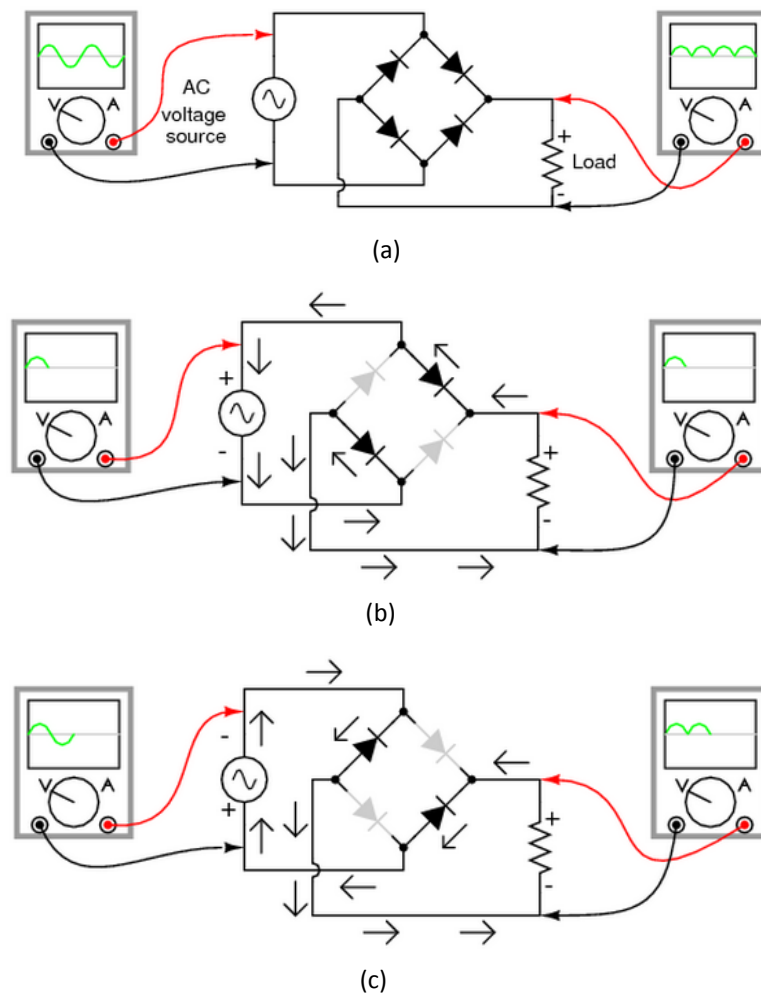 V A
AC
voltage
source
+
Load
-
V A
(a)
V A
+
-
+
-
V A
(b)
V A
-
+
+
-
V A
(c)